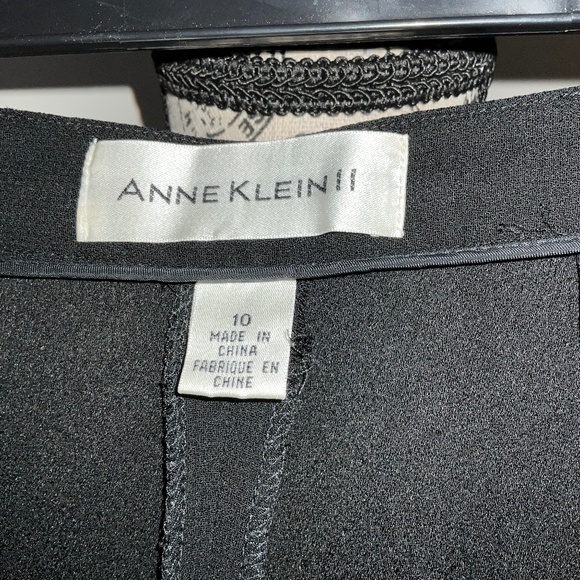 ANNE KLEIN II
10
MADE IN
CHINA
FABRIQUE EN
CHINE